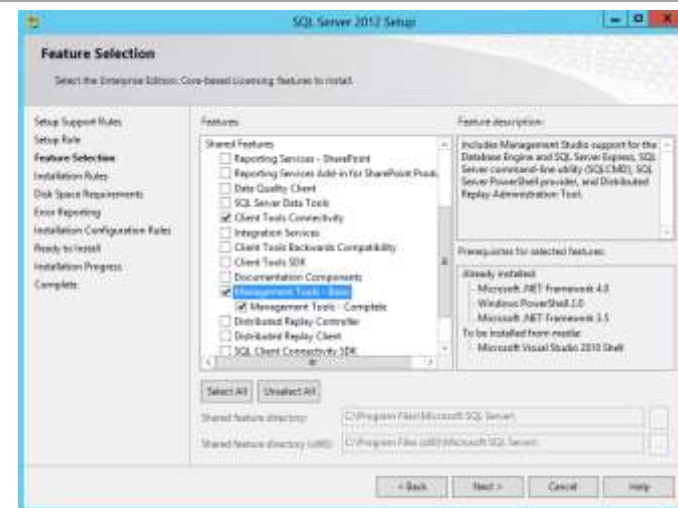 SQL Server 2012 Setup
Feature Selection
Select the Enterprise Edition: Core-based Licensing features to install.
Setup Support Rules
Setup Role
Feature Selection
Installation Rules
Disk Space Requirements
Error Reporting
Installation Configuration Rules
Ready to Install
Installation Progress
Complete
Features:
Shared Features
Reporting Services - SharePoint
Reporting Services Add-in for SharePoint Produ
Data Quality Client
SQL Server Data Tools
Client Tools Connectivity
Integration Services
Client Tools Backwards Compatibility
Client Tools SDK
Documentation Components
Management Tools - Basic
Management Tools - Complete
Distributed Replay Controller
Distributed Replay Client
SQL Client Connectivity SDK
Feature description:
Includes Management Studio support for the
Database Engine and SQL Server Express, SQL
Server command-line utility (SQLCMD), SQL
Server PowerShell provider, and Distributed
Replay Administration Tool.
Prerequisites for selected features:
Already installed:
Microsoft .NET Framework 4.0
Windows PowerShell 2.0
Microsoft .NET Framework 3.5
To be installed from media:
Microsoft Visual Studio 2010 Shell
Select All
Unselect All
Shared feature directory:
C:\Program Files\Microsoft SQL Server\
Shared feature directory (x86):
C:\Program Files (x86)\Microsoft SQL Server\
< Back
Next >
Cancel
Help